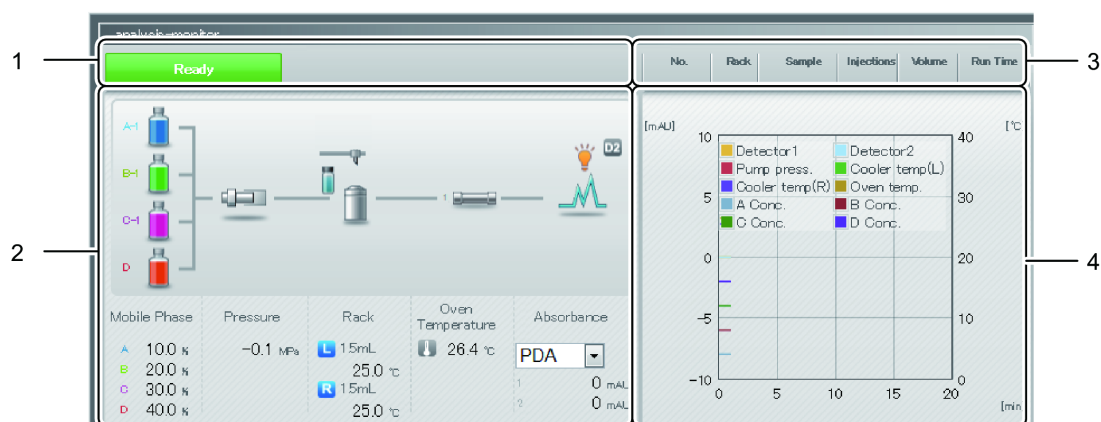 analysis-monitor
1
Ready
No. Rack Sample Injections Volume Run Time
3
A-1
B-1
C-1
D
1
D2
2
Mobile Phase Pressure Rack Oven Temperature Absorbance
A 10.0 % -0.1 MPa L 1.5mL 26.4 ℃ PDA
B 20.0 % 25.0 ℃
C 30.0 % R 1.5mL 1 0 mAU
D 40.0 % 25.0 ℃ 2 0 mAU
[mAU] 10 40 [℃
Detector1 Detector2
Pump press. Cooler temp(L)
Cooler temp(R) Oven temp.
5 30
A Conc. B Conc.
C Conc. D Conc.
0 20
4
-5 10
-10 0
0 5 10 15 20
[min